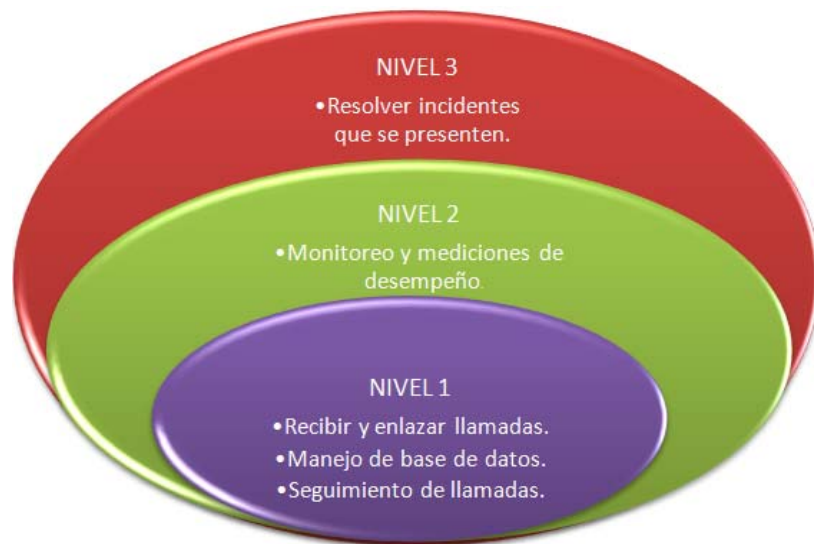 NIVEL 3
•Resolver incidentes
que se presenten.
NIVEL 2
•Monitoreo y mediciones de
desempeño.
NIVEL 1
•Recibir y enlazar llamadas.
•Manejo de base de datos.
•Seguimiento de llamadas.